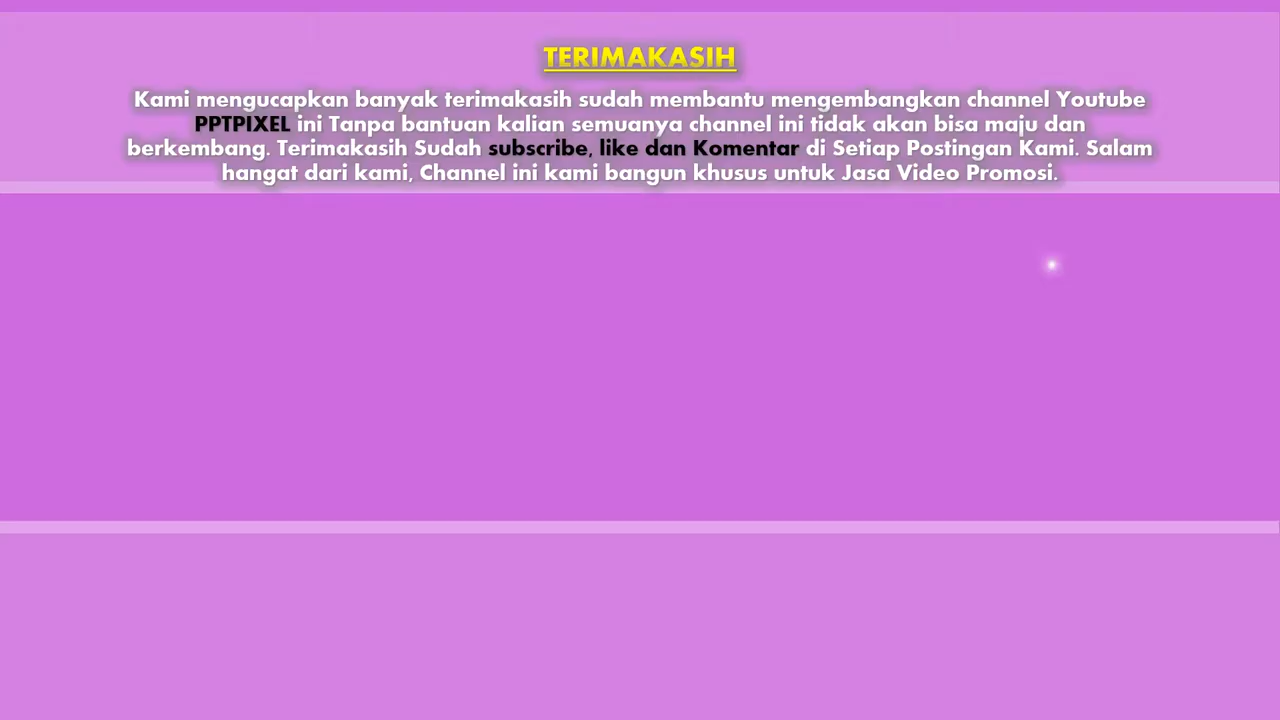 TERIMAKASIH
Kami mengucapkan banyak terimakasih sudah membantu mengembangkan channel Youtube
PPTPIXEL ini Tanpa bantuan kalian semuanya channel ini tidak akan bisa maju dan
berkembang. Terimakasih Sudah subscribe, like dan Komentar di Setiap Postingan Kami. Salam
hangat dari kami, Channel ini kami bangun khusus untuk Jasa Video Promosi.